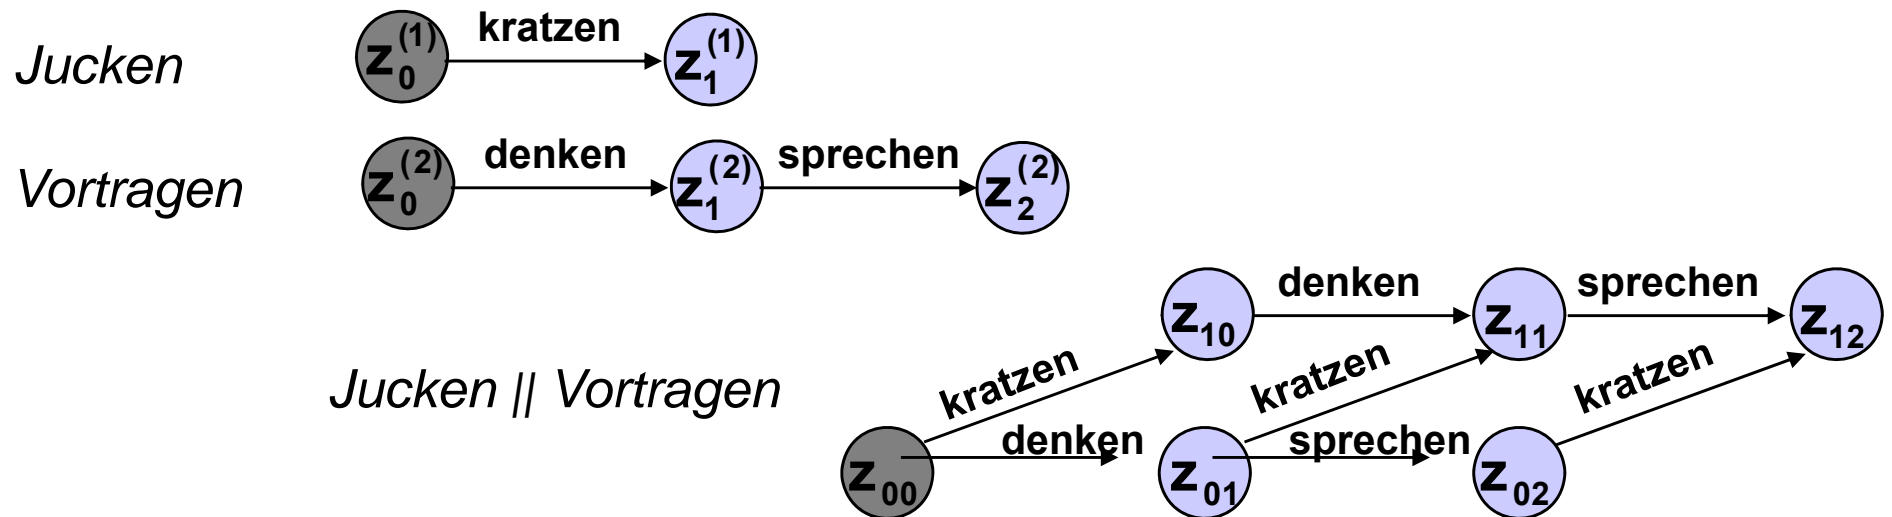 Jucken z₀⁽¹⁾ kratzen z₁⁽¹⁾
Vortragen z₀⁽²⁾ denken z₁⁽²⁾ sprechen z₂⁽²⁾
z₁₀ denken z₁₁ sprechen z₁₂
Jucken || Vortragen kratzen kratzen kratzen
z₀₀ denken z₀₁ sprechen z₀₂